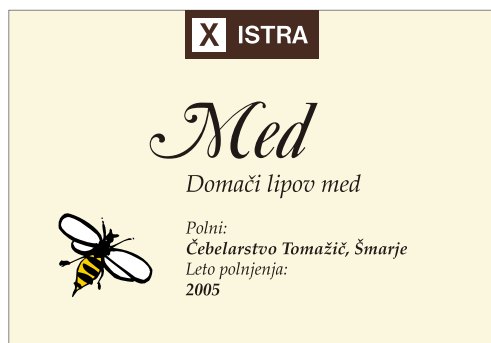 X ISTRA
Med
Domači lipov med
Polni:
Čebelarstvo Tomažič, Šmarje
Leto polnjenja:
2005